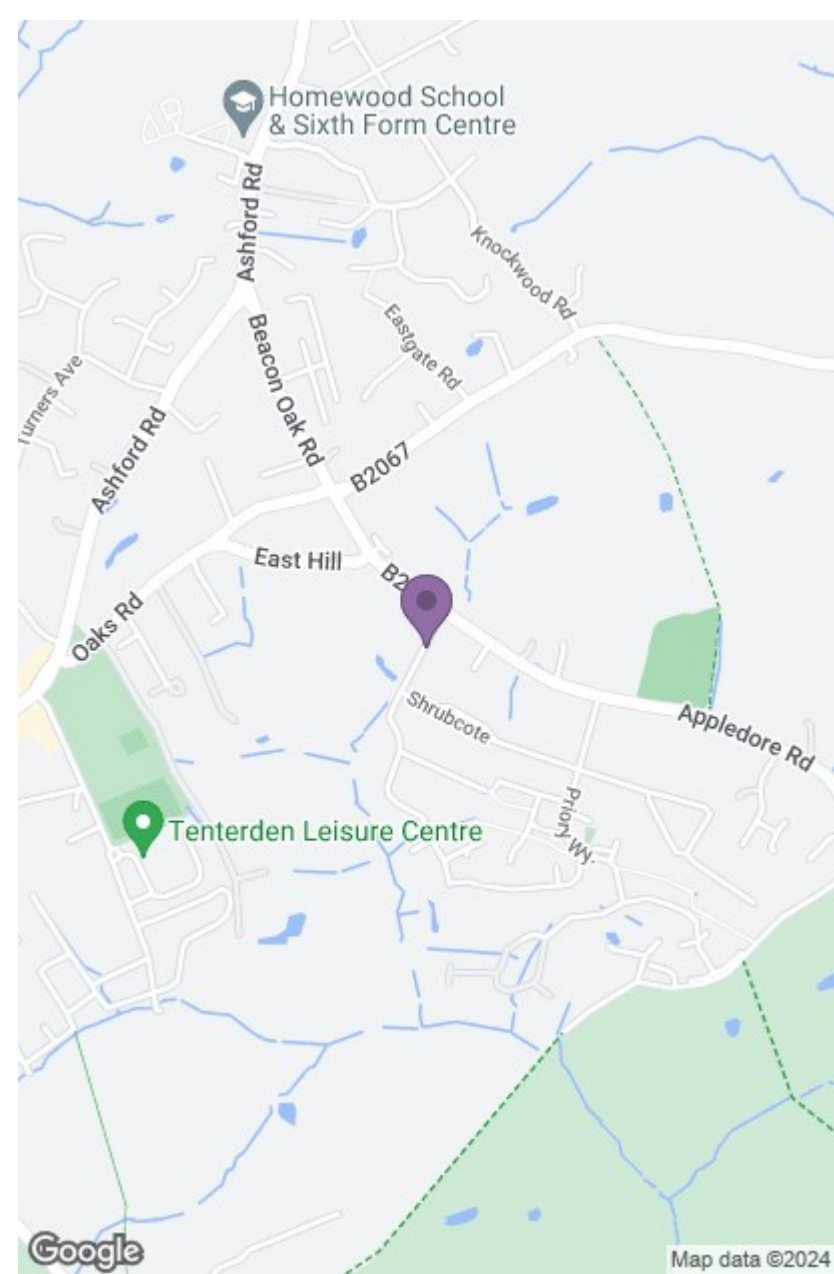 Homewood School
& Sixth Form Centre
Ashford Rd
Knockwood Rd
Beacon Oak Rd
Eastgate Rd
Turners Ave
Ashford Rd
B2067
East Hill
Oaks Rd
Shrubcote
Appledore Rd
Priory Wy.
Tenterden Leisure Centre
Google
Map data ©2024